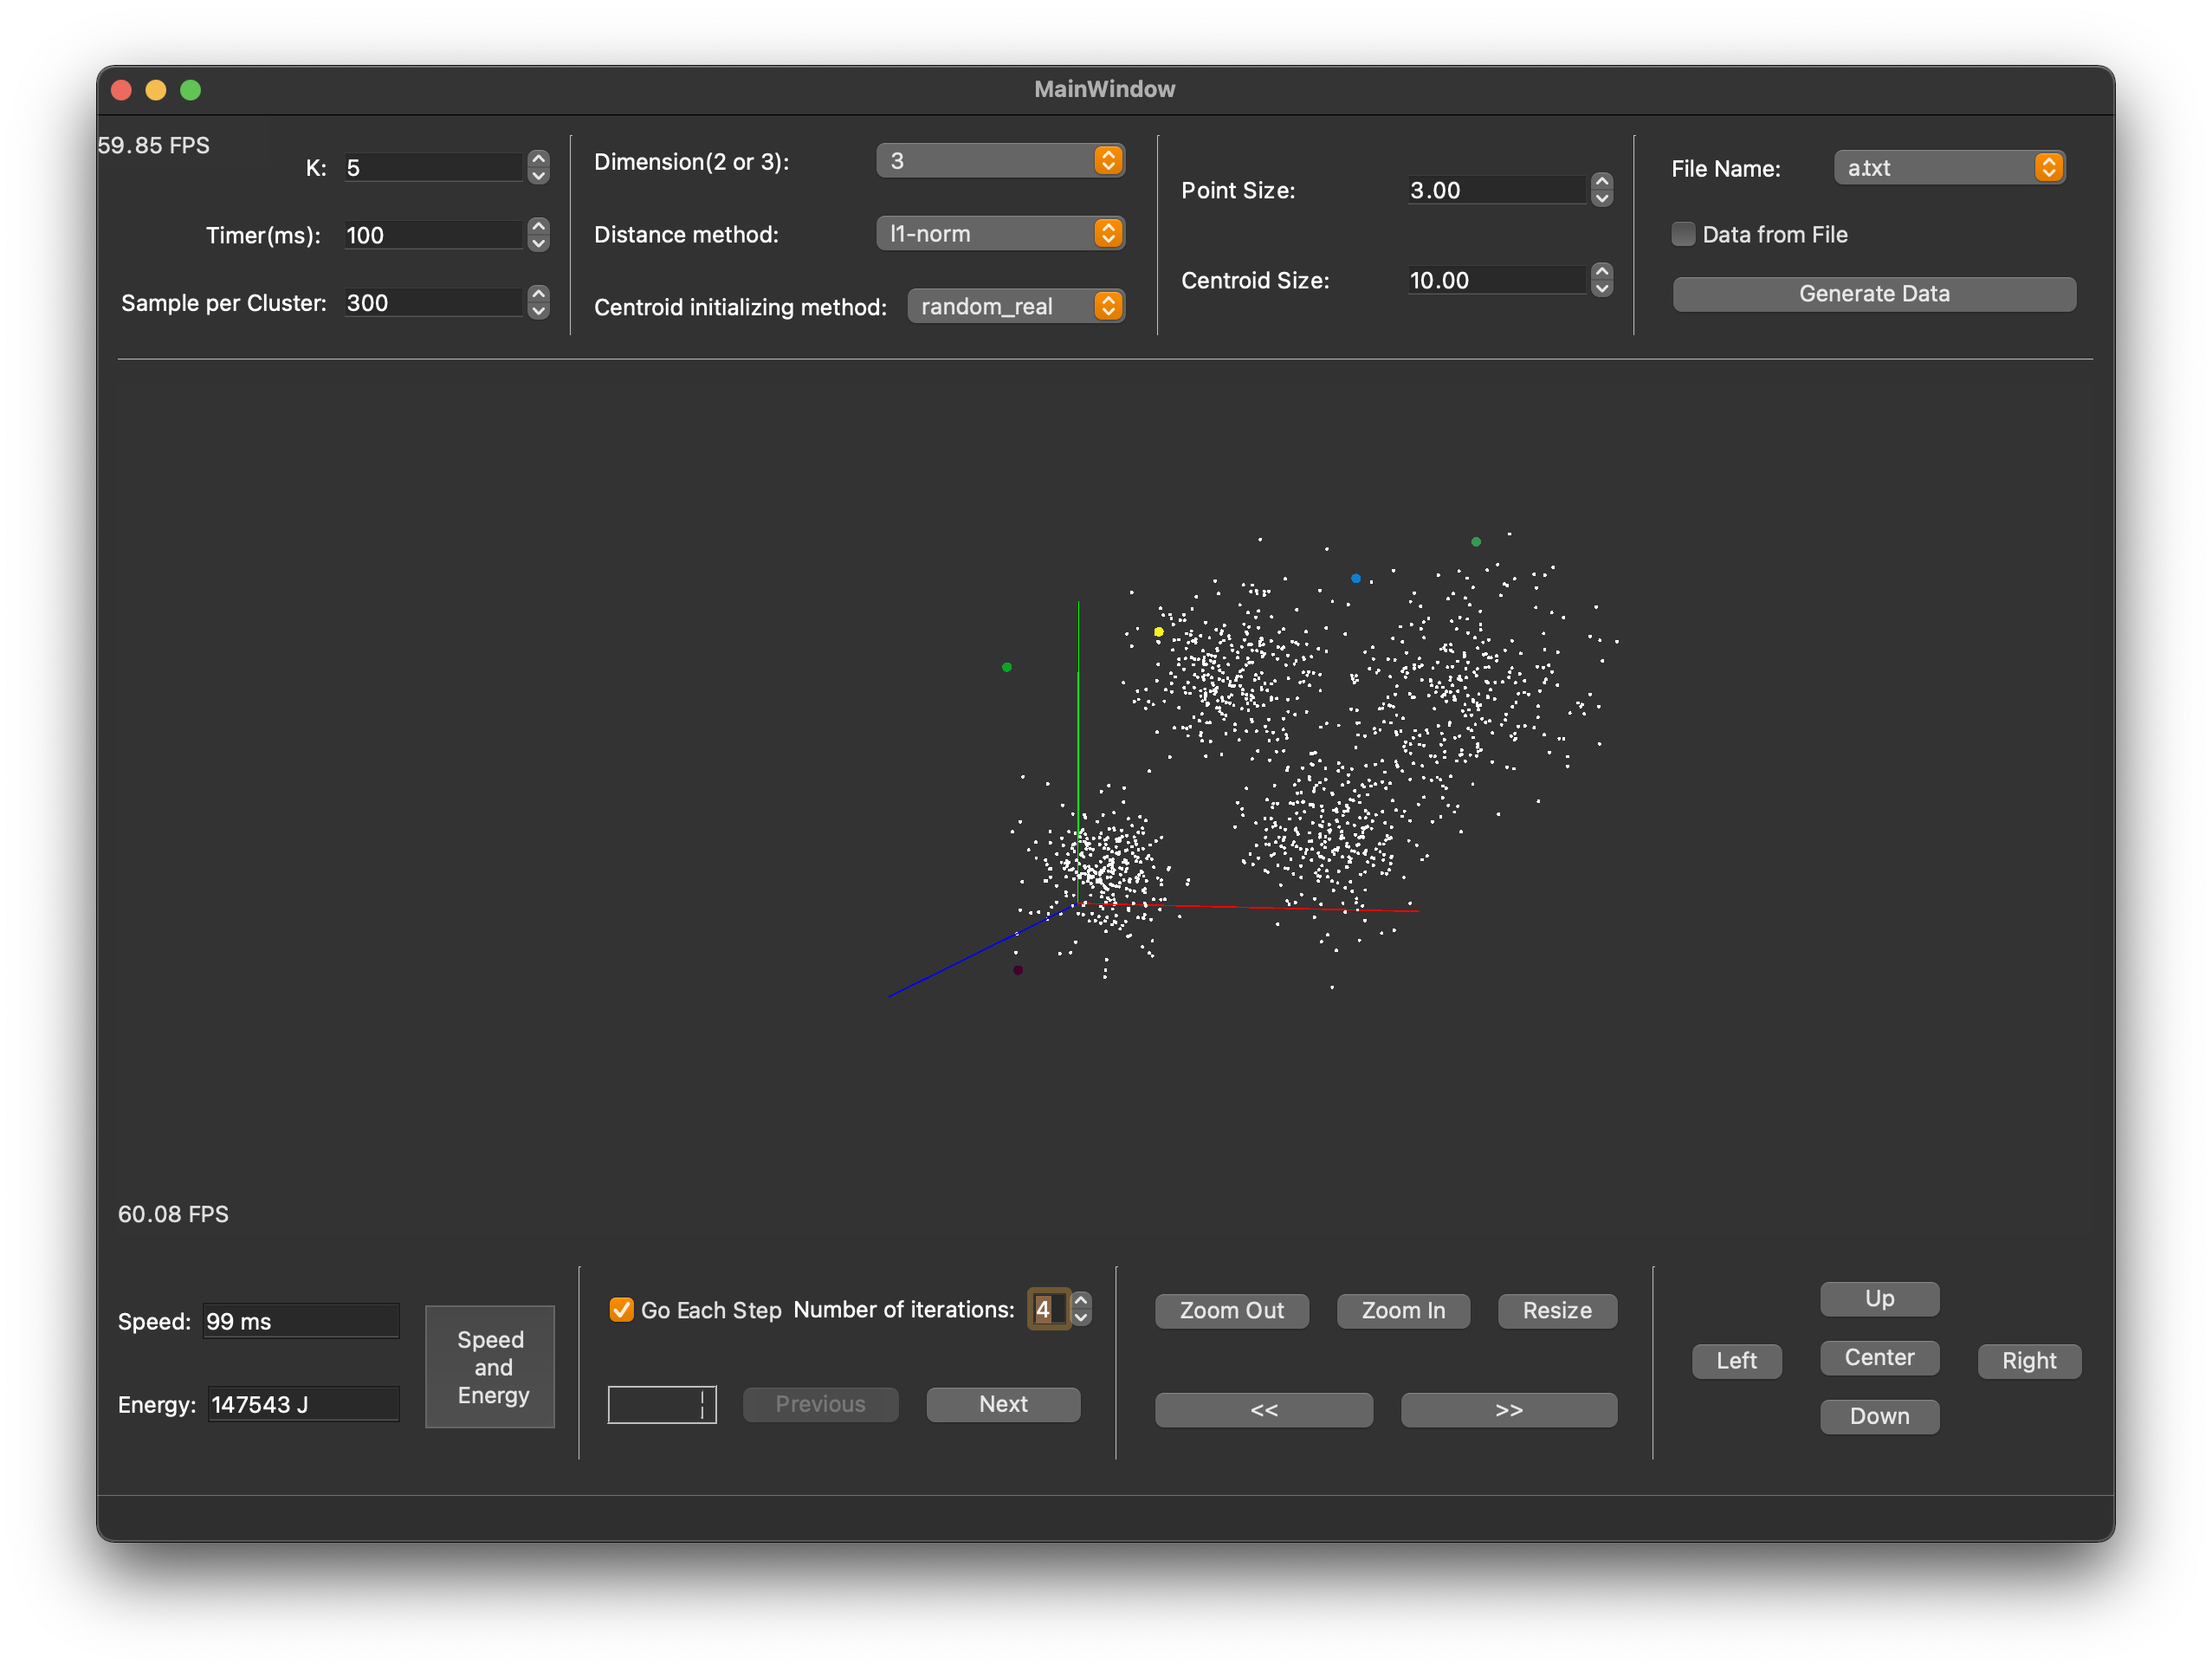 MainWindow
59.85 FPS
K: 5
Timer(ms): 100
Sample per Cluster: 300
Dimension(2 or 3): 3
Distance method: l1-norm
Centroid initializing method: random_real
Point Size: 3.00
Centroid Size: 10.00
File Name: a.txt
Data from File
Generate Data
60.08 FPS
Speed: 99 ms
Energy: 147543 J
Speed
and
Energy
Go Each Step Number of iterations: 4
Previous Next
Zoom Out Zoom In Resize
<< >>
Up
Left Center Right
Down